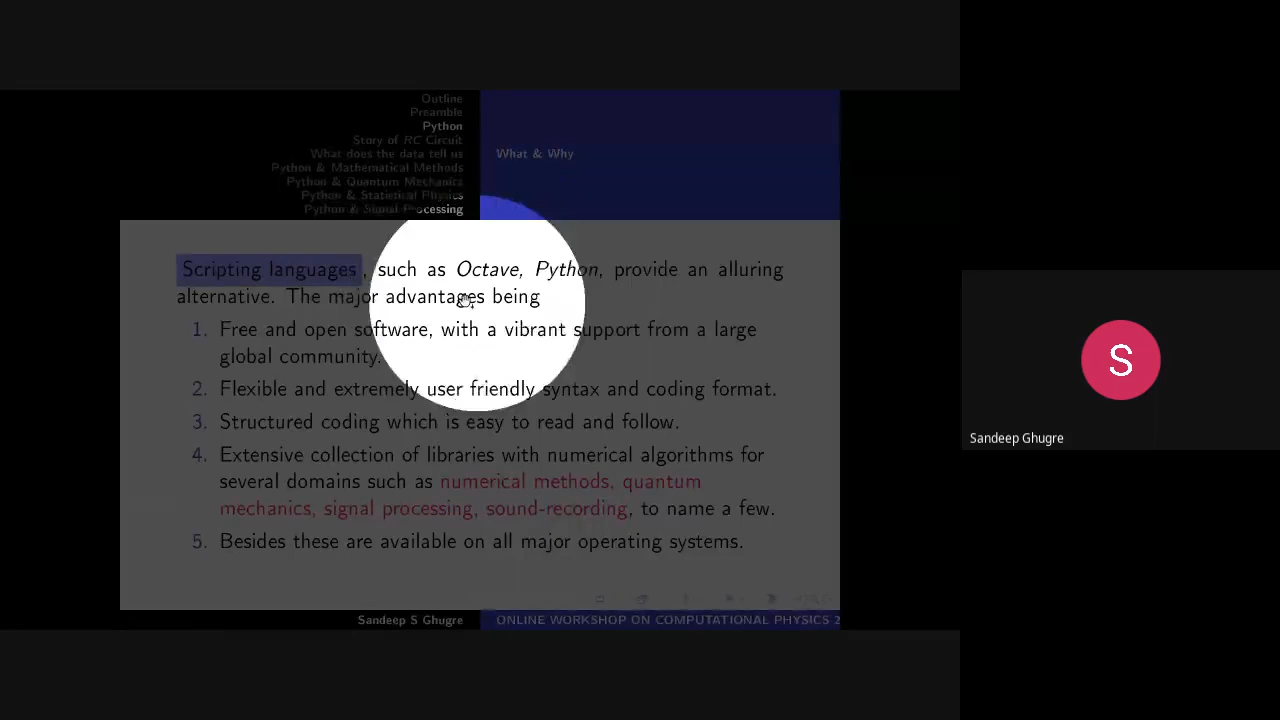 Outline
Preamble
Python
Story of RC Circuit
What does the data tell us
Python & Mathematical Methods
Python & Quantum Mechanics
Python & Statistical Physics
Python & Signal Processing
What & Why
Scripting languages, such as Octave, Python, provide an alluring
alternative. The major advantages being
1. Free and open software, with a vibrant support from a large
global community.
2. Flexible and extremely user friendly syntax and coding format.
3. Structured coding which is easy to read and follow.
4. Extensive collection of libraries with numerical algorithms for
several domains such as numerical methods, quantum
mechanics, signal processing, sound-recording, to name a few.
5. Besides these are available on all major operating systems.
Sandeep S Ghugre
ONLINE WORKSHOP ON COMPUTATIONAL PHYSICS 2
S
Sandeep Ghugre